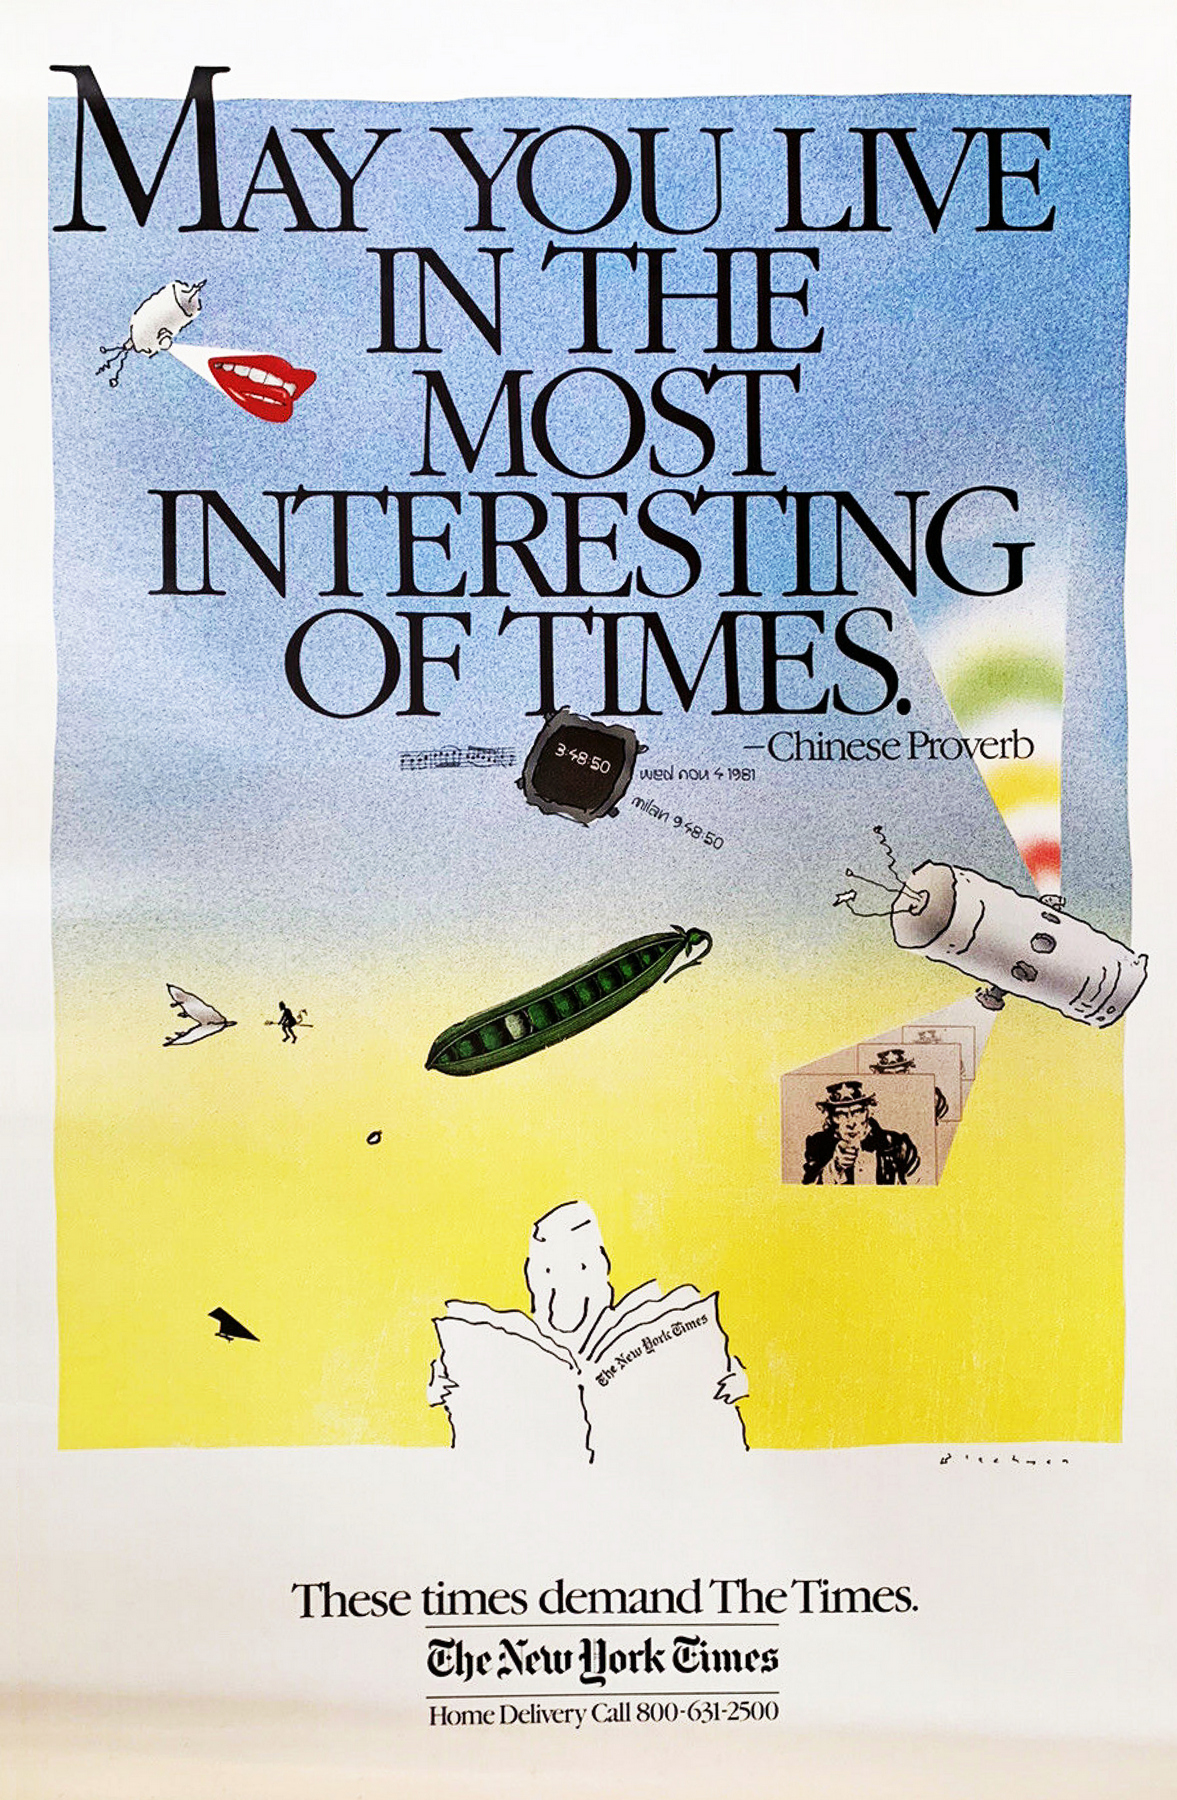 MAY YOU LIVE
IN THE
MOST
INTERESTING
OF TIMES.
—Chinese Proverb
3:48:50
wed nov 4 1981
milan 9:48:50
The New York Times
Blechman
These times demand The Times.
The New York Times
Home Delivery Call 800-631-2500